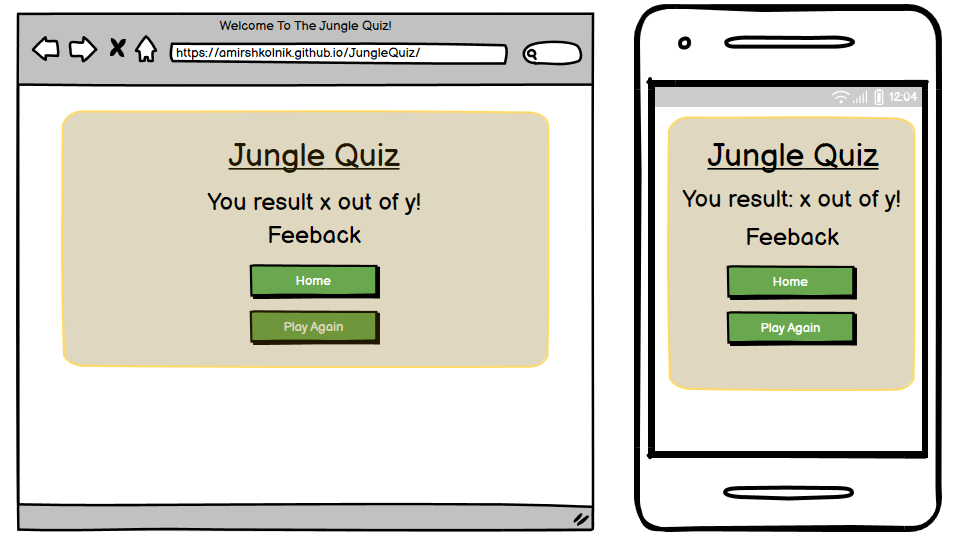 Welcome To The Jungle Quiz!
https://amirshkolnik.github.io/JungleQuiz/
Jungle Quiz
You result x out of y!
Feeback
Home
Play Again
12:04
Jungle Quiz
You result: x out of y!
Feeback
Home
Play Again